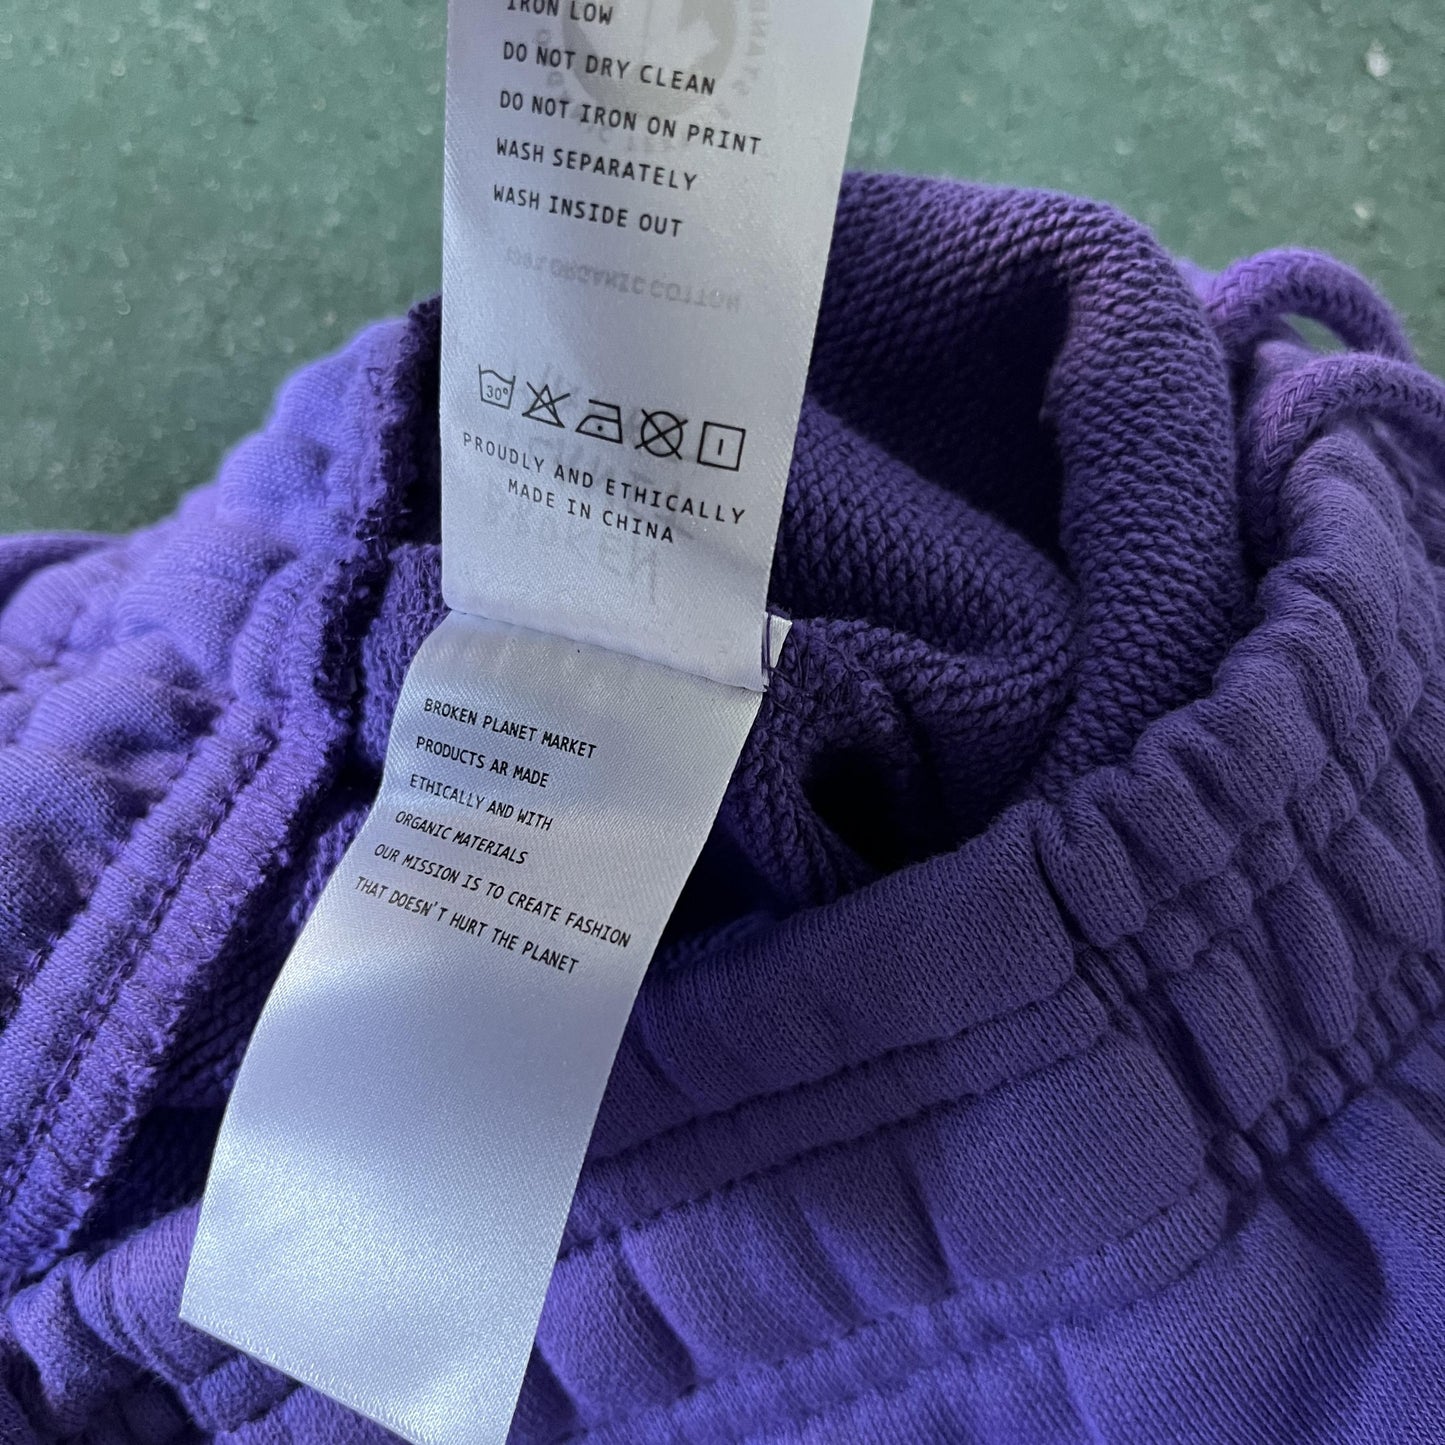 IRON LOW
DO NOT DRY CLEAN
DO NOT IRON ON PRINT
WASH SEPARATELY
WASH INSIDE OUT
30°
PROUDLY AND ETHICALLY
MADE IN CHINA
BROKEN PLANET MARKET
PRODUCTS AR MADE
ETHICALLY AND WITH
ORGANIC MATERIALS
OUR MISSION IS TO CREATE FASHION
THAT DOESN'T HURT THE PLANET